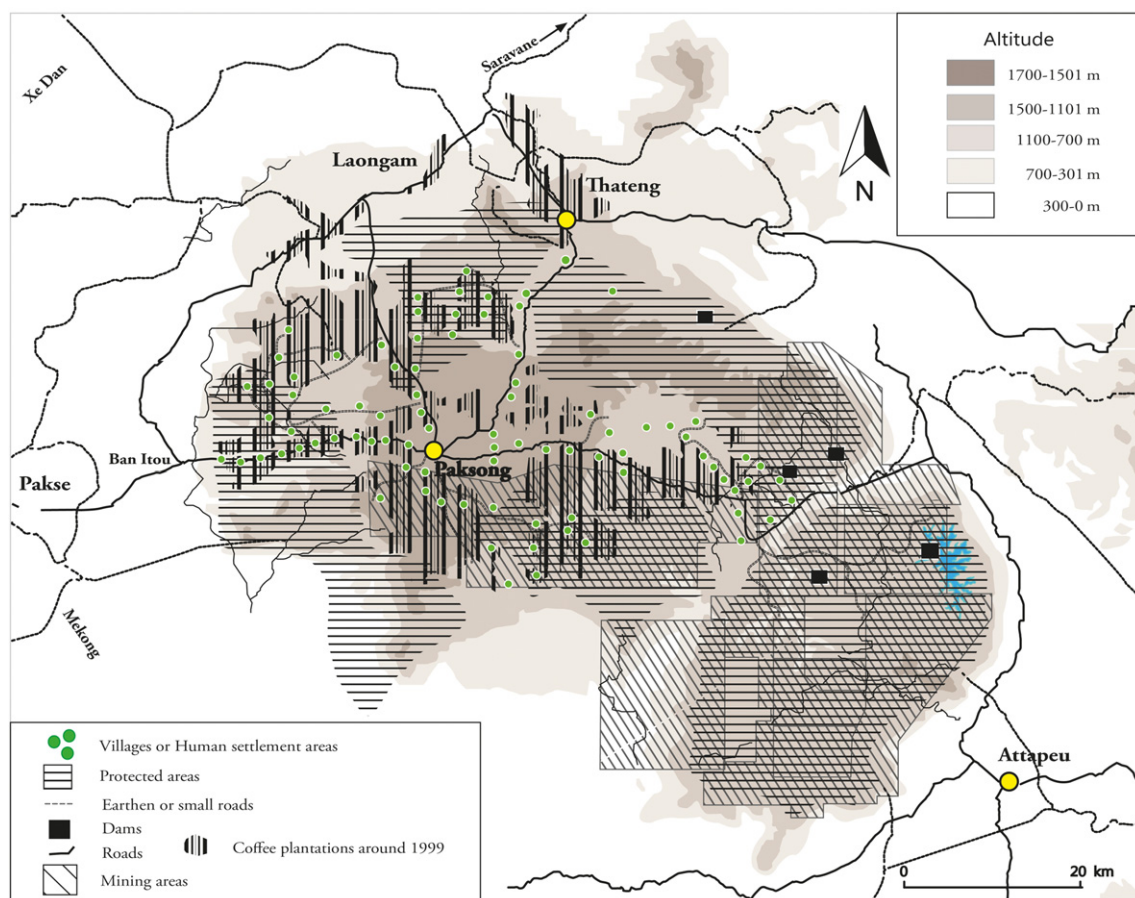 Altitude
1700-1501 m
1500-1101 m
1100-700 m
700-301 m
300-0 m
Saravane
Xe Dan
Laongam
Thateng
N
Ban Itou
Pakse
Paksong
Mekong
Attapeu
Villages or Human settlement areas
Protected areas
Earthen or small roads
Dams
Roads
Coffee plantations around 1999
Mining areas
0 20 km